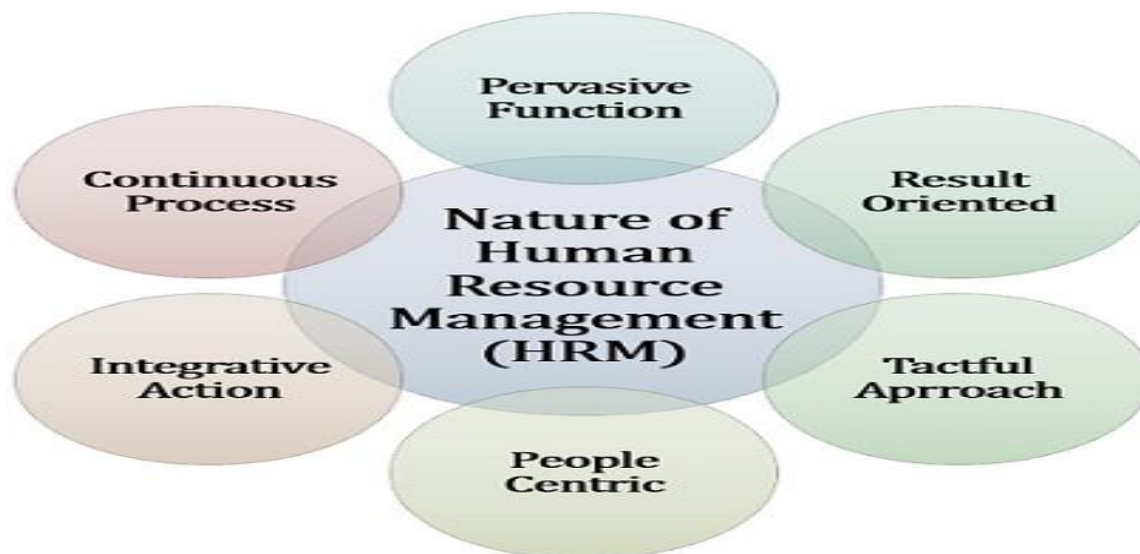 Pervasive
Function
Result
Oriented
Tactful
Aprroach
People
Centric
Integrative
Action
Continuous
Process
Nature of
Human
Resource
Management
(HRM)